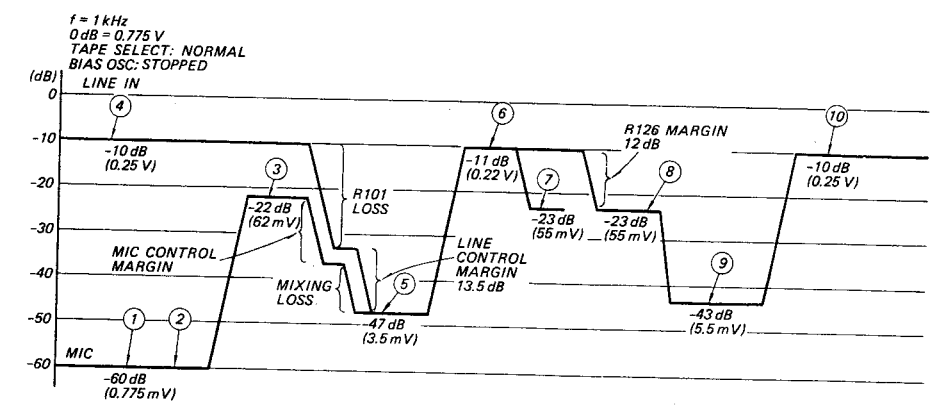 f = 1 kHz
0 dB = 0.775 V
TAPE SELECT: NORMAL
BIAS OSC: STOPPED
(dB)
LINE IN
0
-10
-20
-30
-40
-50
-60
4
-10 dB
(0.25 V)
3
-22 dB
(62 mV)
MIC CONTROL
MARGIN
MIXING
LOSS
R101
LOSS
LINE
CONTROL
MARGIN
13.5 dB
5
-47 dB
(3.5 mV)
1
2
MIC
-60 dB
(0.775 mV)
6
-11 dB
(0.22 V)
7
-23 dB
(55 mV)
R126 MARGIN
12 dB
8
-23 dB
(55 mV)
9
-43 dB
(5.5 mV)
10
-10 dB
(0.25 V)